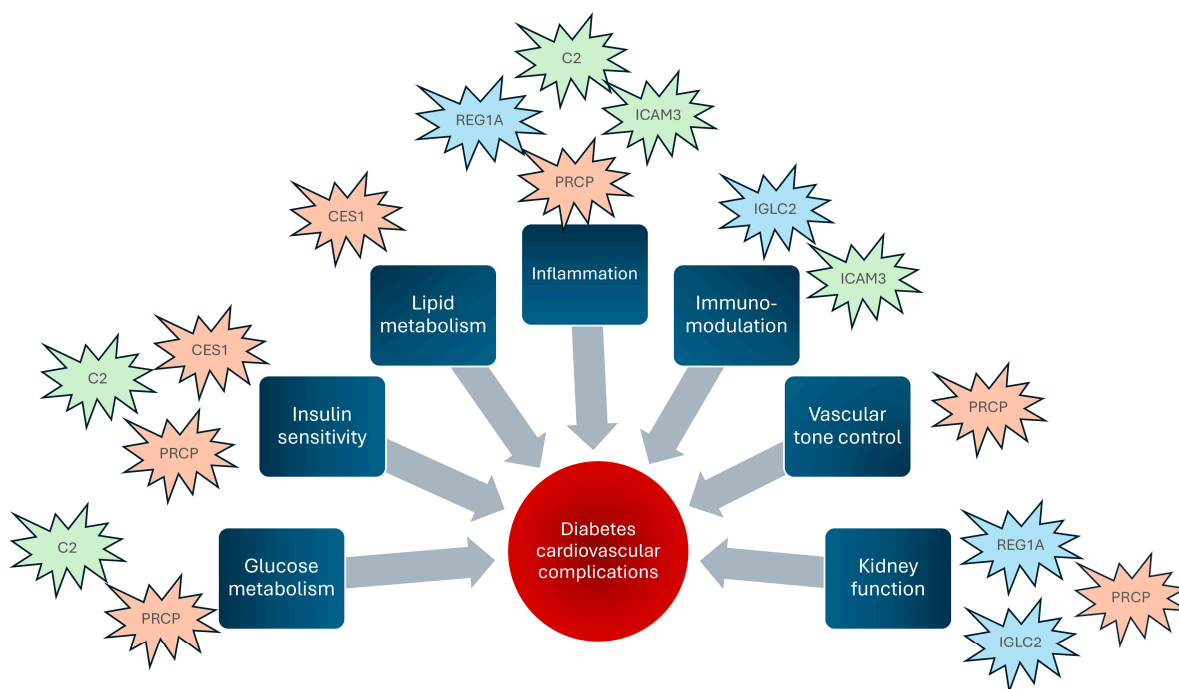 C2
REG1A
ICAM3
PRCP
CES1
IGLC2
ICAM3
Inflammation
Lipid
metabolism
Immuno-
modulation
C2
CES1
PRCP
Insulin
sensitivity
Vascular
tone control
PRCP
C2
PRCP
Glucose
metabolism
Diabetes
cardiovascular
complications
Kidney
function
REG1A
PRCP
IGLC2